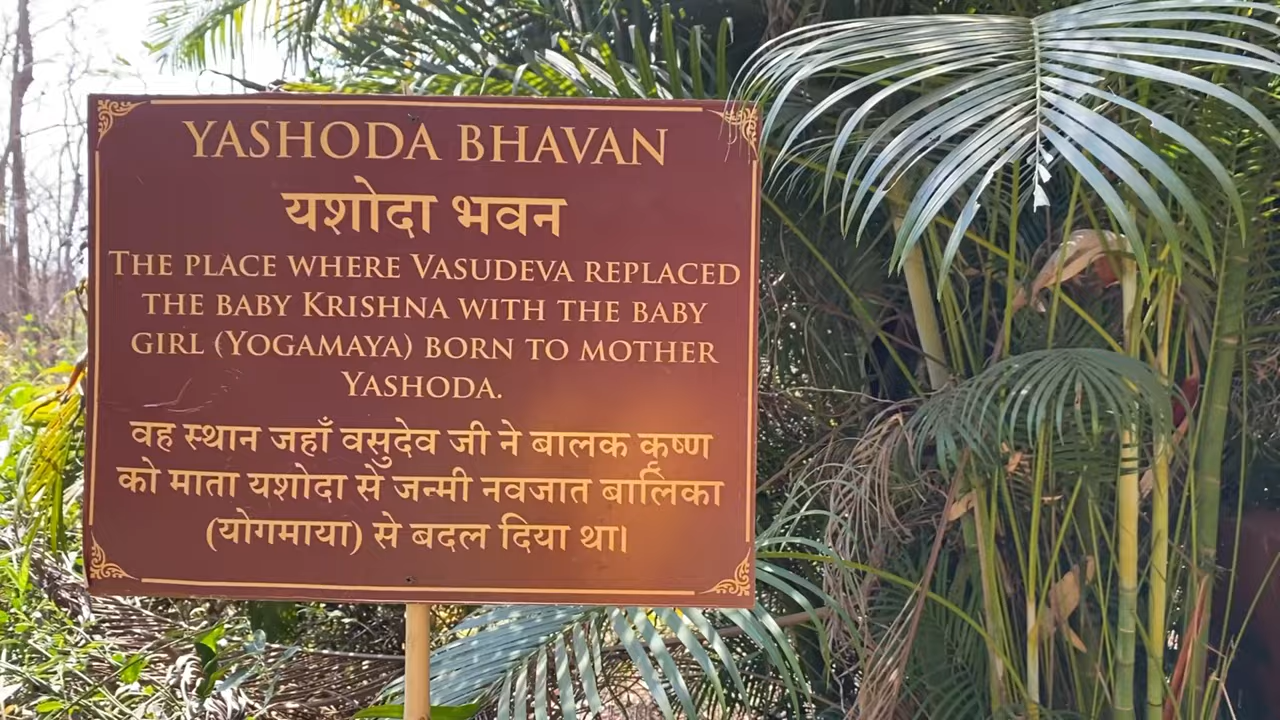 YASHODA BHAVAN
यशोदा भवन
THE PLACE WHERE VASUDEVA REPLACED
THE BABY KRISHNA WITH THE BABY
GIRL (YOGAMAYA) BORN TO MOTHER
YASHODA.
वह स्थान जहाँ वसुदेव जी ने बालक कृष्ण
को माता यशोदा से जन्मी नवजात बालिका
(योगमाया) से बदल दिया था।